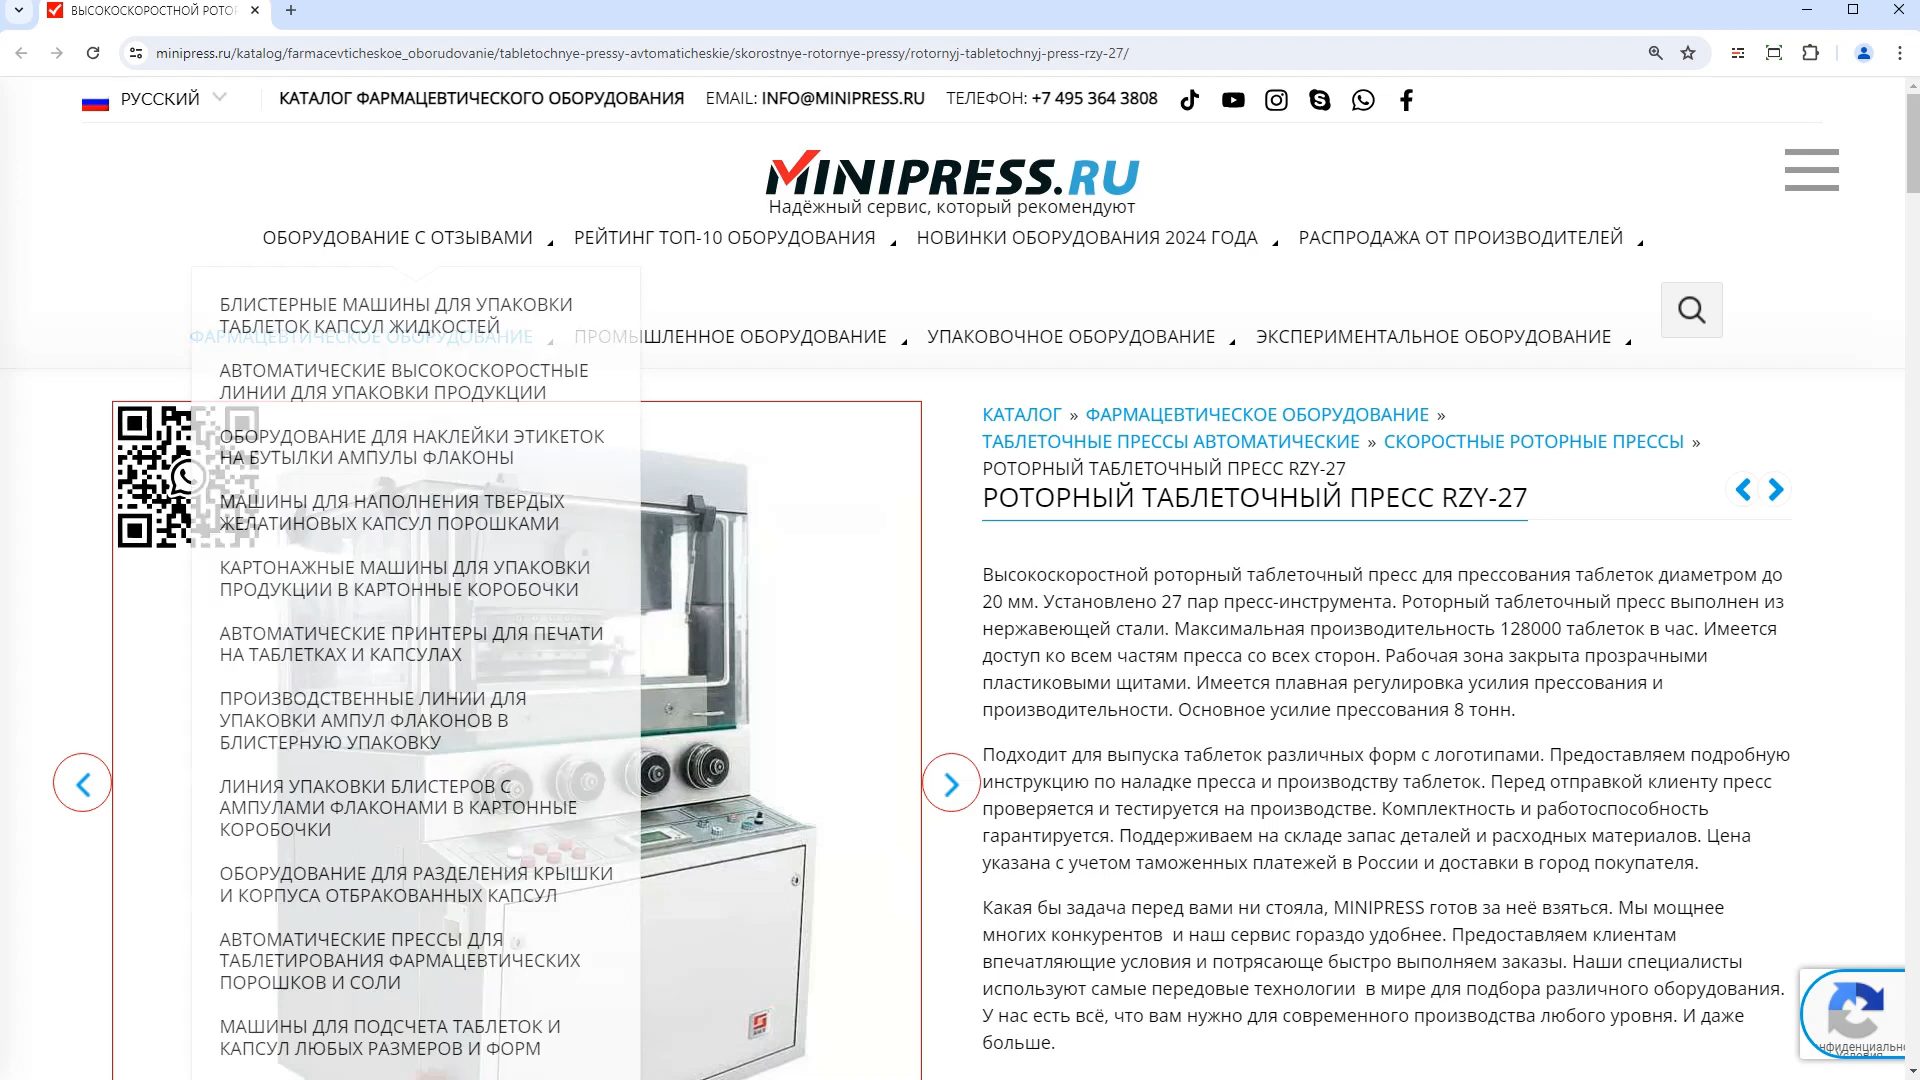 ВЫСОКОСКОРОСТНОЙ РОТОР
minipress.ru/katalog/farmacevticheskoe_oborudovanie/tabletochnye-pressy-avtomaticheskie/skorostnye-rotornye-pressy/rotornyj-tabletochnyj-press-rzy-27/
РУССКИЙ
КАТАЛОГ ФАРМАЦЕВТИЧЕСКОГО ОБОРУДОВАНИЯ
EMAIL: INFO@MINIPRESS.RU
ТЕЛЕФОН: +7 495 364 3808
MINIPRESS.RU
Надёжный сервис, который рекомендуют
ОБОРУДОВАНИЕ С ОТЗЫВАМИ
РЕЙТИНГ ТОП-10 ОБОРУДОВАНИЯ
НОВИНКИ ОБОРУДОВАНИЯ 2024 ГОДА
РАСПРОДАЖА ОТ ПРОИЗВОДИТЕЛЕЙ
ФАРМАЦЕВТИЧЕСКОЕ ОБОРУДОВАНИЕ
ПРОМЫШЛЕННОЕ ОБОРУДОВАНИЕ
УПАКОВОЧНОЕ ОБОРУДОВАНИЕ
ЭКСПЕРИМЕНТАЛЬНОЕ ОБОРУДОВАНИЕ
БЛИСТЕРНЫЕ МАШИНЫ ДЛЯ УПАКОВКИ
ТАБЛЕТОК КАПСУЛ ЖИДКОСТЕЙ
АВТОМАТИЧЕСКИЕ ВЫСОКОСКОРОСТНЫЕ
ЛИНИИ ДЛЯ УПАКОВКИ ПРОДУКЦИИ
ОБОРУДОВАНИЕ ДЛЯ НАКЛЕЙКИ ЭТИКЕТОК
НА БУТЫЛКИ АМПУЛЫ ФЛАКОНЫ
МАШИНЫ ДЛЯ НАПОЛНЕНИЯ ТВЕРДЫХ
ЖЕЛАТИНОВЫХ КАПСУЛ ПОРОШКАМИ
КАРТОНАЖНЫЕ МАШИНЫ ДЛЯ УПАКОВКИ
ПРОДУКЦИИ В КАРТОННЫЕ КОРОБОЧКИ
АВТОМАТИЧЕСКИЕ ПРИНТЕРЫ ДЛЯ ПЕЧАТИ
НА ТАБЛЕТКАХ И КАПСУЛАХ
ПРОИЗВОДСТВЕННЫЕ ЛИНИИ ДЛЯ
УПАКОВКИ АМПУЛ ФЛАКОНОВ В
БЛИСТЕРНУЮ УПАКОВКУ
ЛИНИЯ УПАКОВКИ БЛИСТЕРОВ С
АМПУЛАМИ ФЛАКОНАМИ В КАРТОННЫЕ
КОРОБОЧКИ
ОБОРУДОВАНИЕ ДЛЯ РАЗДЕЛЕНИЯ КРЫШКИ
И КОРПУСА ОТБРАКОВАННЫХ КАПСУЛ
АВТОМАТИЧЕСКИЕ ПРЕССЫ ДЛЯ
ТАБЛЕТИРОВАНИЯ ФАРМАЦЕВТИЧЕСКИХ
ПОРОШКОВ И СОЛИ
МАШИНЫ ДЛЯ ПОДСЧЕТА ТАБЛЕТОК И
КАПСУЛ ЛЮБЫХ РАЗМЕРОВ И ФОРМ
КАТАЛОГ » ФАРМАЦЕВТИЧЕСКОЕ ОБОРУДОВАНИЕ »
ТАБЛЕТОЧНЫЕ ПРЕССЫ АВТОМАТИЧЕСКИЕ » СКОРОСТНЫЕ РОТОРНЫЕ ПРЕССЫ »
РОТОРНЫЙ ТАБЛЕТОЧНЫЙ ПРЕСС RZY-27
РОТОРНЫЙ ТАБЛЕТОЧНЫЙ ПРЕСС RZY-27
Высокоскоростной роторный таблеточный пресс для прессования таблеток диаметром до
20 мм. Установлено 27 пар пресс-инструмента. Роторный таблеточный пресс выполнен из
нержавеющей стали. Максимальная производительность 128000 таблеток в час. Имеется
доступ ко всем частям пресса со всех сторон. Рабочая зона закрыта прозрачными
пластиковыми щитами. Имеется плавная регулировка усилия прессования и
производительности. Основное усилие прессования 8 тонн.
Подходит для выпуска таблеток различных форм с логотипами. Предоставляем подробную
инструкцию по наладке пресса и производству таблеток. Перед отправкой клиенту пресс
проверяется и тестируется на производстве. Комплектность и работоспособность
гарантируется. Поддерживаем на складе запас деталей и расходных материалов. Цена
указана с учетом таможенных платежей в России и доставки в город покупателя.
Какая бы задача перед вами ни стояла, MINIPRESS готов за неё взяться. Мы мощнее
многих конкурентов и наш сервис гораздо удобнее. Предоставляем клиентам
впечатляющие условия и потрясающе быстро выполняем заказы. Наши специалисты
используют самые передовые технологии в мире для подбора различного оборудования.
У нас есть всё, что вам нужно для современного производства любого уровня. И даже
больше.
нфиденциально
Условия